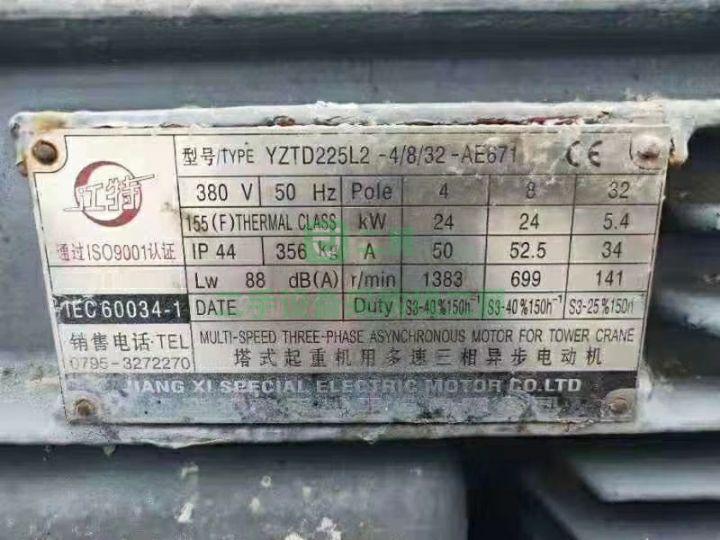 型号/TYPE YZTD225L2-4/8/32-AE671 CE
江特
380 V 50 Hz Pole 4 8 32
155(F)THERMAL CLASS kW 24 24 5.4
通过ISO9001认证
IP 44 356 kg A 50 52.5 34
Lw 88 dB(A) r/min 1383 699 141
IEC60034-1
DATE Duty S3-40%150h⁻¹ S3-40%150h⁻¹ S3-25%150h
销售电话·TEL
0795-3272270
MULTI-SPEED THREE-PHASE ASYNCHRONOUS MOTOR FOR TOWER CRANE
塔式起重机用多速三相异步电动机
JIANG XI SPECIAL ELECTRIC MOTOR CO.LTD